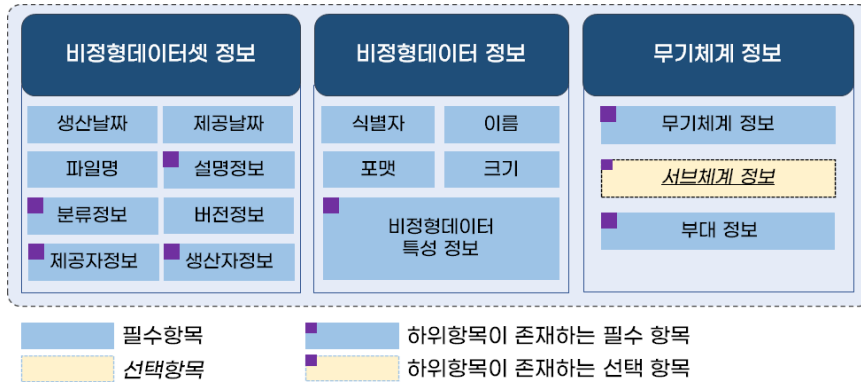 비정형데이터셋 정보
생산날짜
제공날짜
파일명
설명정보
분류정보
버전정보
제공자정보
생산자정보
비정형데이터 정보
식별자
이름
포맷
크기
비정형데이터
특성 정보
무기체계 정보
무기체계 정보
서브체계 정보
부대 정보
필수항목
하위항목이 존재하는 필수 항목
선택항목
하위항목이 존재하는 선택 항목